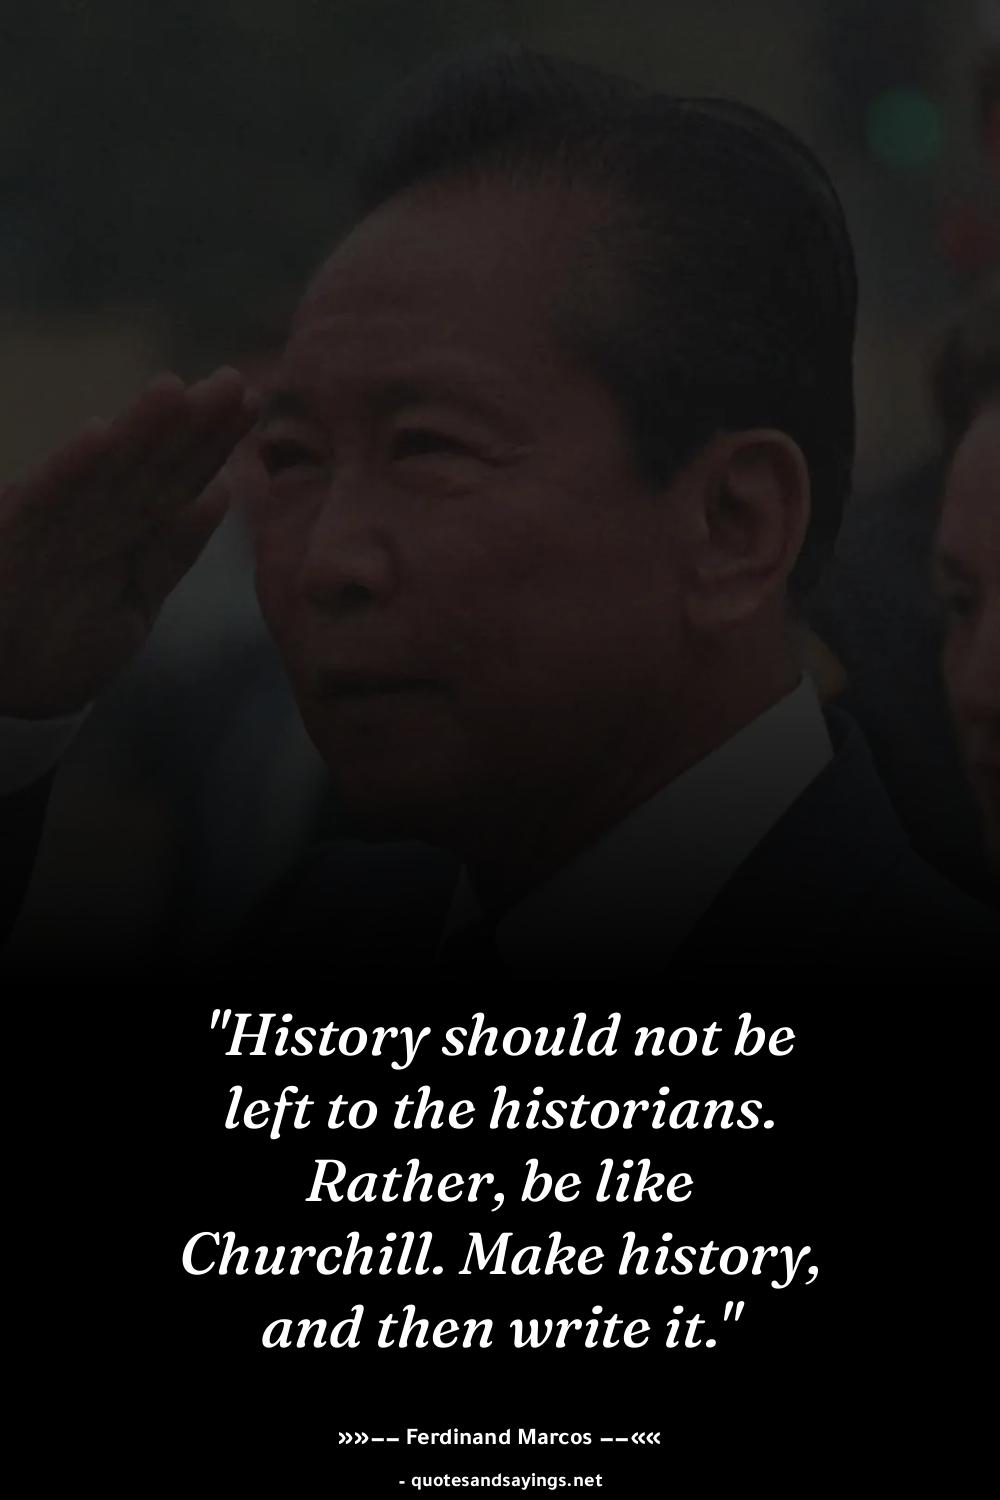 "History should not be
left to the historians.
Rather, be like
Churchill. Make history,
and then write it."
»»−− Ferdinand Marcos −−««
- quotesandsayings.net